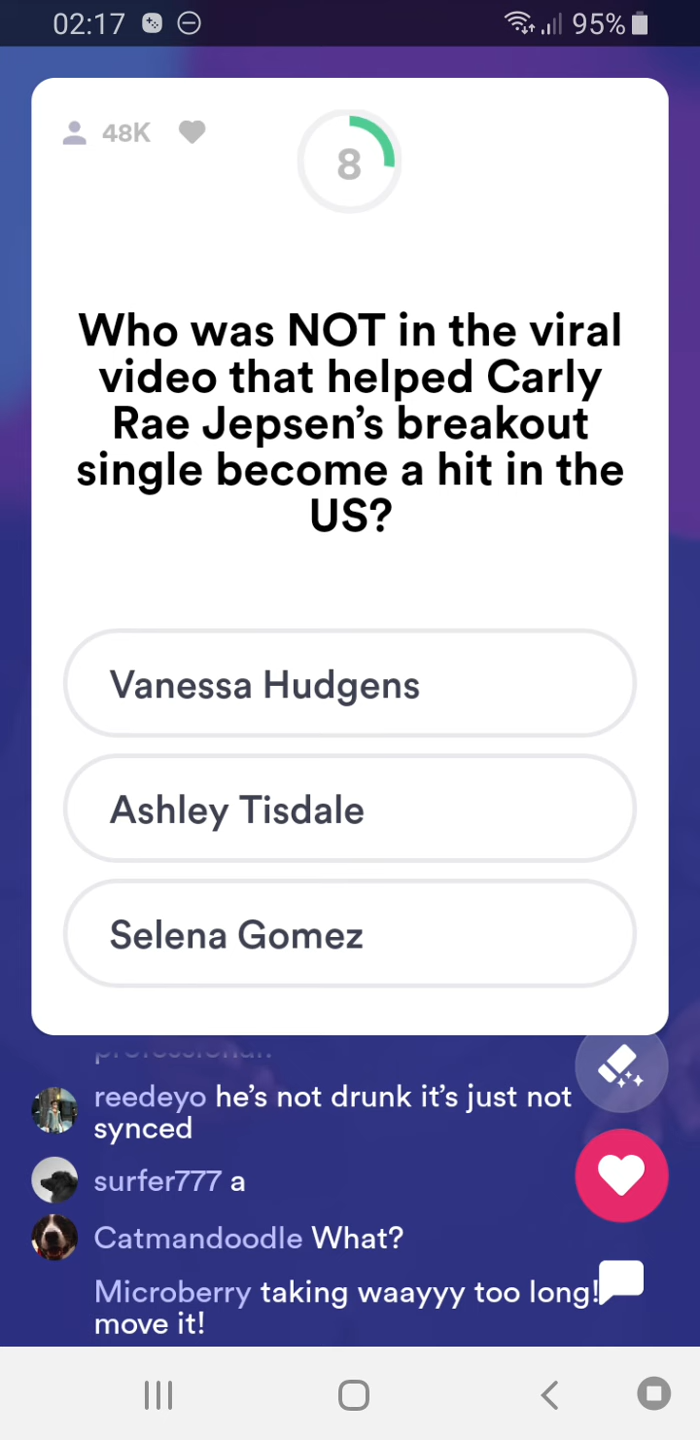 02:17 95%
48K
8
Who was NOT in the viral
video that helped Carly
Rae Jepsen's breakout
single become a hit in the
US?
Vanessa Hudgens
Ashley Tisdale
Selena Gomez
reedeyo he's not drunk it's just not
synced
surfer777 a
Catmandoodle What?
Microberry taking waayyy too long!
move it!